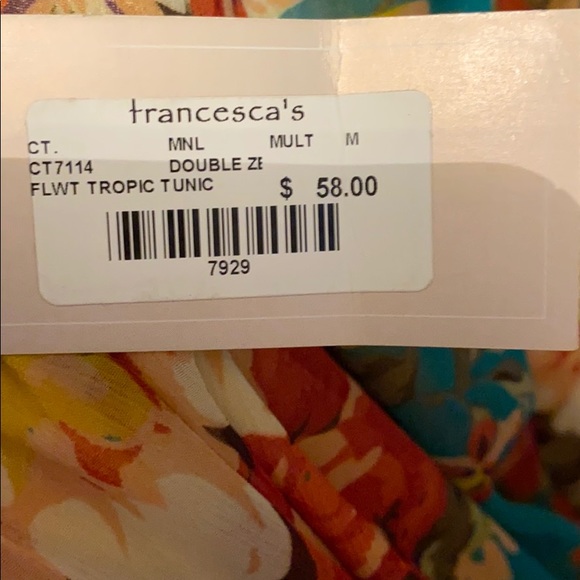 francesca's
CT. MNL MULT M
CT7114 DOUBLE ZE
FLWT TROPIC TUNIC $ 58.00
7929